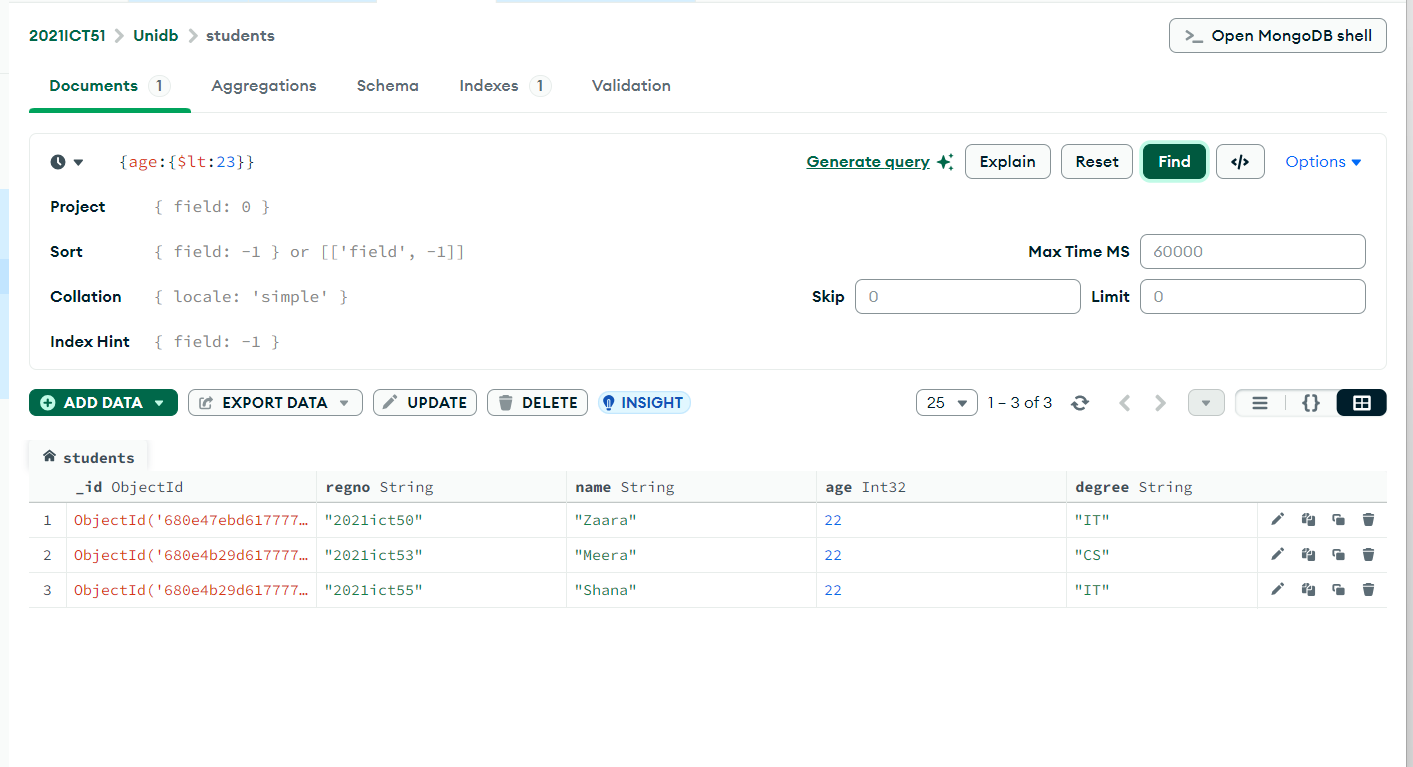 2021ICT51 Unidb students
>_ Open MongoDB shell
Documents 1 Aggregations Schema Indexes 1 Validation
{age:{$lt:23}} Generate query Explain Reset Find </> Options
Project { field: 0 }
Sort { field: -1 } or [['field', -1]] Max Time MS 60000
Collation { locale: 'simple' } Skip 0 Limit 0
Index Hint { field: -1 }
ADD DATA EXPORT DATA UPDATE DELETE INSIGHT 25 1 – 3 of 3 {}
students
_id ObjectId regno String name String age Int32 degree String
1 ObjectId('680e47ebd617777… "2021ict50" "Zaara" 22 "IT"
2 ObjectId('680e4b29d617777… "2021ict53" "Meera" 22 "CS"
3 ObjectId('680e4b29d617777… "2021ict55" "Shana" 22 "IT"